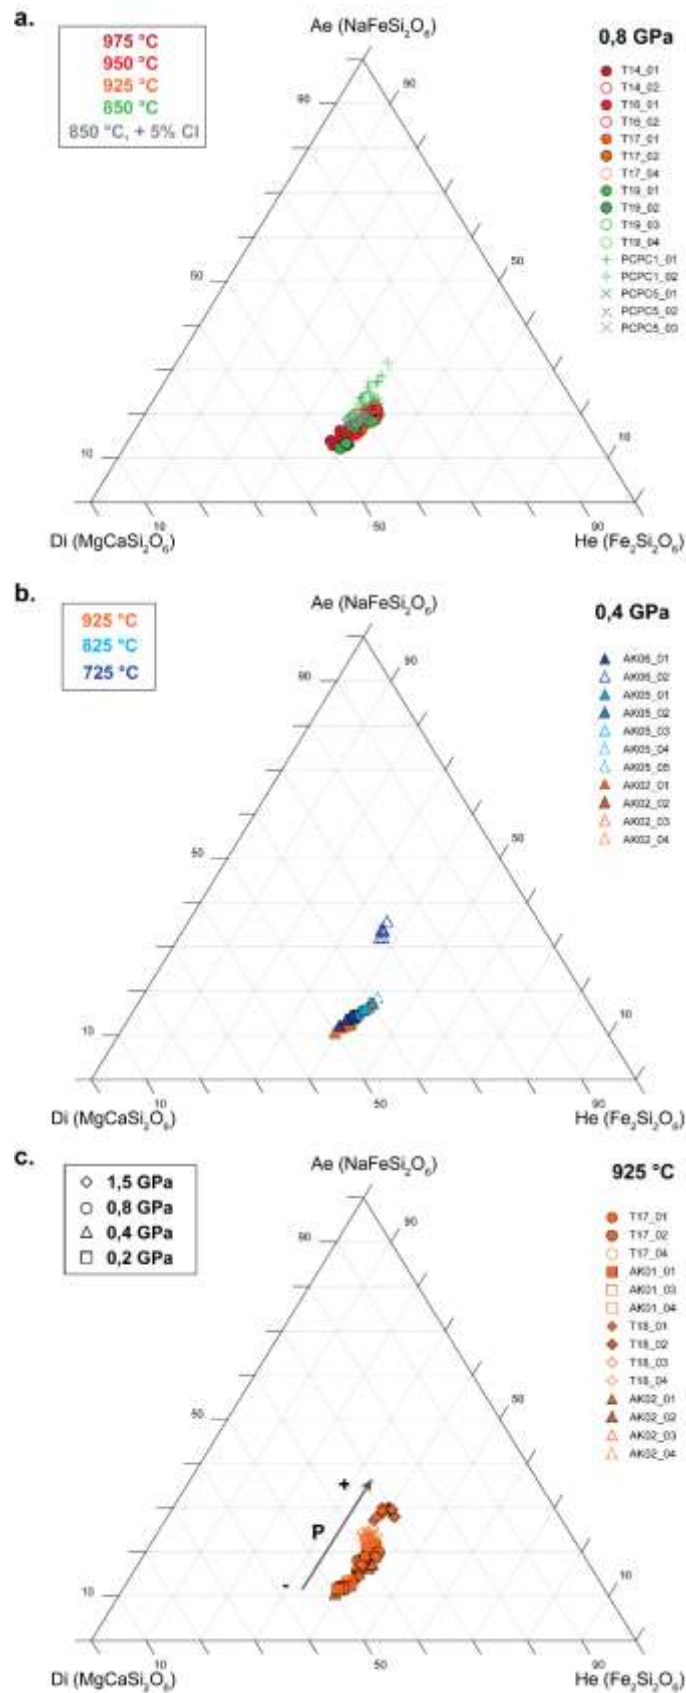 a.
Ae (NaFeSi2O6)
0,8 GPa
975 °C
950 °C
925 °C
850 °C
850 °C, + 5% Cl
T14_01
T14_02
T16_01
T16_02
T17_01
T17_02
T17_04
T19_01
T19_02
T19_03
T19_04
PCPC1_01
PCPC1_02
PCPC5_01
PCPC5_02
PCPC5_03
90
90
50
50
10
10
10
50
90
Di (MgCaSi2O6)
He (Fe2Si2O6)
b.
Ae (NaFeSi2O6)
0,4 GPa
925 °C
825 °C
725 °C
AK06_01
AK06_02
AK05_01
AK05_02
AK05_03
AK05_04
AK05_05
AK02_01
AK02_02
AK02_03
AK02_04
90
90
50
50
10
10
10
50
90
Di (MgCaSi2O6)
He (Fe2Si2O6)
c.
Ae (NaFeSi2O6)
925 °C
1,5 GPa
0,8 GPa
0,4 GPa
0,2 GPa
T17_01
T17_02
T17_04
AK01_01
AK01_03
AK01_04
T18_01
T18_02
T18_03
T18_04
AK02_01
AK02_02
AK02_03
AK02_04
90
90
50
50
+
P
-
10
10
10
50
90
Di (MgCaSi2O6)
He (Fe2Si2O6)